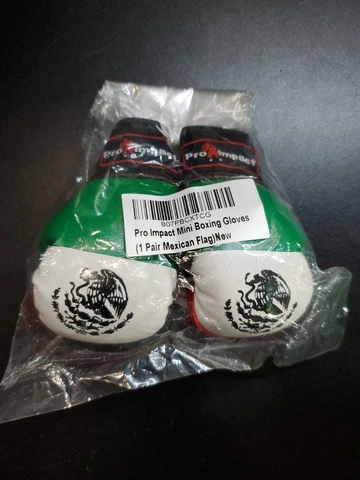 Pro Impact
Pro Impact
B07PBCXTCG
Pro Impact Mini Boxing Gloves
(1 Pair Mexican Flag)New